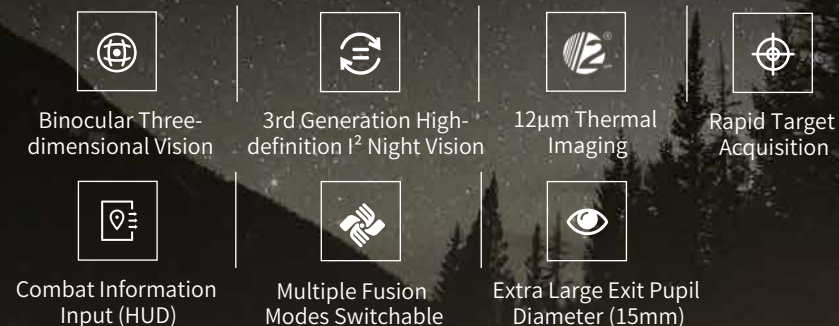 Binocular Three-
dimensional Vision
3rd Generation High-
definition I² Night Vision
12μm Thermal
Imaging
Rapid Target
Acquisition
Combat Information
Input (HUD)
Multiple Fusion
Modes Switchable
Extra Large Exit Pupil
Diameter (15mm)